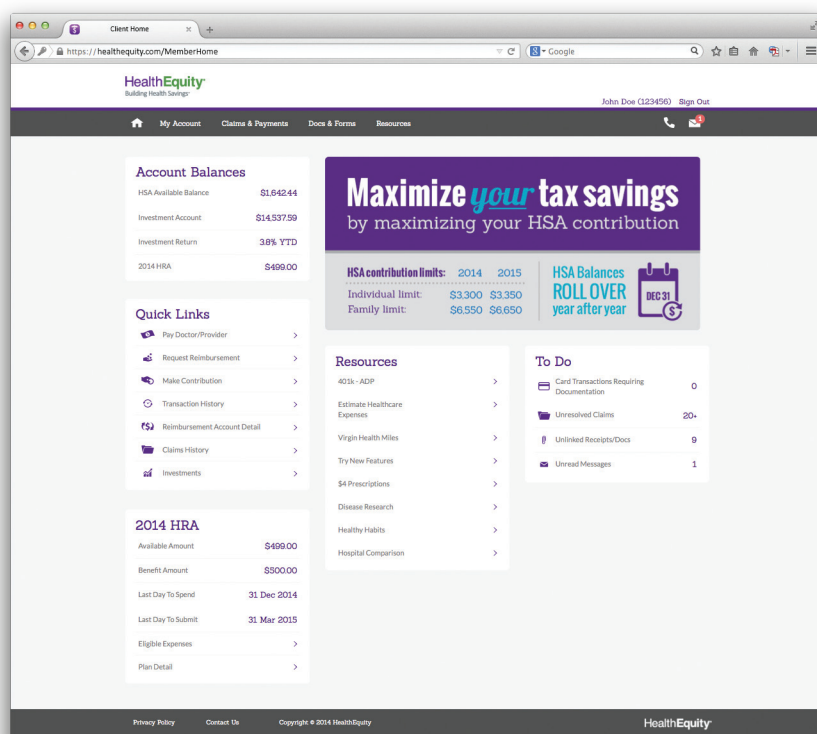 Client Home
https://healthequity.com/MemberHome
Google
HealthEquity
Building Health Savings
John Doe (123456) Sign Out
My Account Claims & Payments Docs & Forms Resources
1
Account Balances
HSA Available Balance $1,642.44
Investment Account $14,537.59
Investment Return 3.8% YTD
2014 HRA $499.00
Maximize your tax savings
by maximizing your HSA contribution
HSA contribution limits: 2014 2015
Individual limit: $3,300 $3,350
Family limit: $6,550 $6,650
HSA Balances
ROLL OVER
year after year
DEC 31
$
Quick Links
Pay Doctor/Provider
Request Reimbursement
Make Contribution
Transaction History
Reimbursement Account Detail
Claims History
Investments
Resources
401k - ADP
Estimate Healthcare
Expenses
Virgin Health Miles
Try New Features
$4 Prescriptions
Disease Research
Healthy Habits
Hospital Comparison
To Do
Card Transactions Requiring
Documentation 0
Unresolved Claims 20+
Unlinked Receipts/Docs 9
Unread Messages 1
2014 HRA
Available Amount $499.00
Benefit Amount $500.00
Last Day To Spend 31 Dec 2014
Last Day To Submit 31 Mar 2015
Eligible Expenses
Plan Detail
Privacy Policy Contact Us Copyright © 2014 HealthEquity
HealthEquity